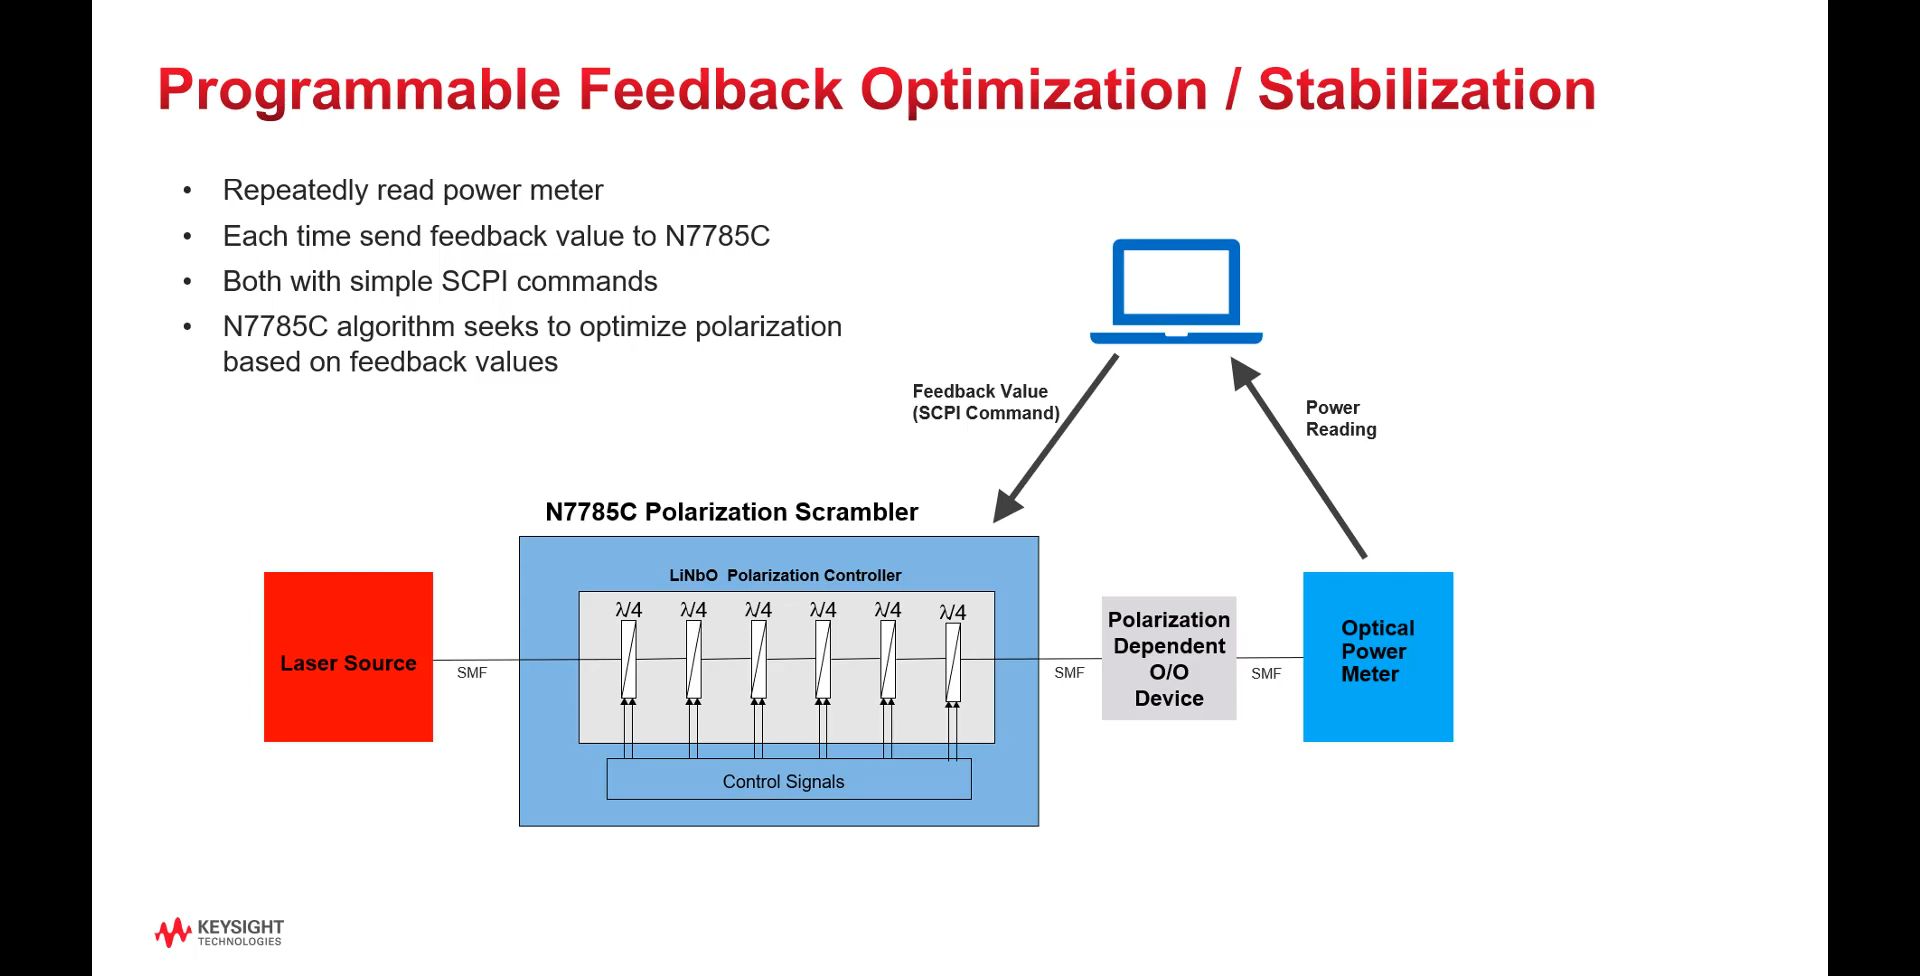 Programmable Feedback Optimization / Stabilization
• Repeatedly read power meter
• Each time send feedback value to N7785C
• Both with simple SCPI commands
• N7785C algorithm seeks to optimize polarization
based on feedback values
Feedback Value
(SCPI Command)
Power
Reading
N7785C Polarization Scrambler
LiNbO Polarization Controller
λ/4 λ/4 λ/4 λ/4 λ/4 λ/4
Laser Source
SMF
SMF
Polarization
Dependent
O/O
Device
SMF
Optical
Power
Meter
Control Signals
KEYSIGHT
TECHNOLOGIES